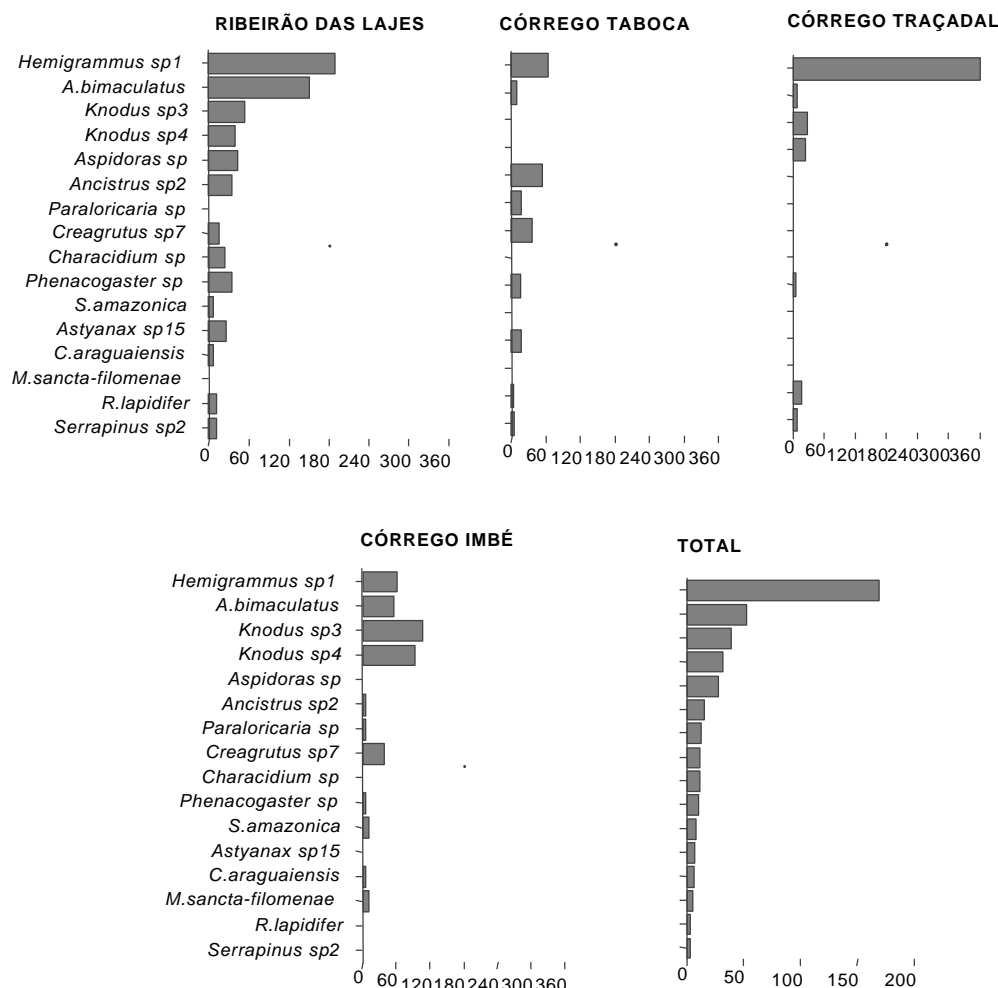 RIBEIRÃO DAS LAJES
CÓRREGO TABOCA
CÓRREGO TRAÇADAL
Hemigrammus sp1
A.bimaculatus
Knodus sp3
Knodus sp4
Aspidoras sp
Ancistrus sp2
Paraloricaria sp
Creagrutus sp7
Characidium sp
Phenacogaster sp
S.amazonica
Astyanax sp15
C.araguaiensis
M.sancta-filomenae
R.lapidifer
Serrapinus sp2
0 60 120 180 240 300 360
0 60 120 180 240 300 360
0 60 120 180 240 300 360
CÓRREGO IMBÉ
TOTAL
Hemigrammus sp1
A.bimaculatus
Knodus sp3
Knodus sp4
Aspidoras sp
Ancistrus sp2
Paraloricaria sp
Creagrutus sp7
Characidium sp
Phenacogaster sp
S.amazonica
Astyanax sp15
C.araguaiensis
M.sancta-filomenae
R.lapidifer
Serrapinus sp2
0 60 120 180 240 300 360
0 50 100 150 200